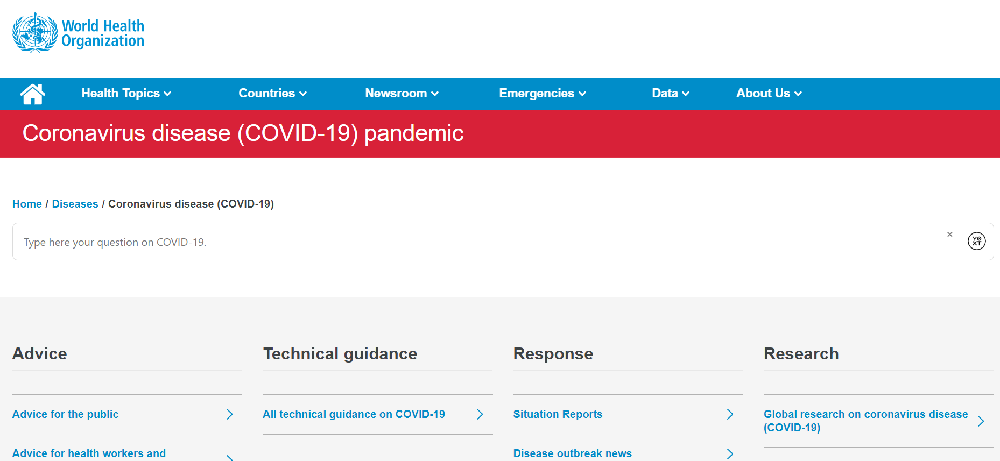 World Health
Organization
Health Topics
Countries
Newsroom
Emergencies
Data
About Us
Coronavirus disease (COVID-19) pandemic
Home / Diseases / Coronavirus disease (COVID-19)
Type here your question on COVID-19.
×
YEXT
Advice
Advice for the public
Advice for health workers and
Technical guidance
All technical guidance on COVID-19
Response
Situation Reports
Disease outbreak news
Research
Global research on coronavirus disease
(COVID-19)